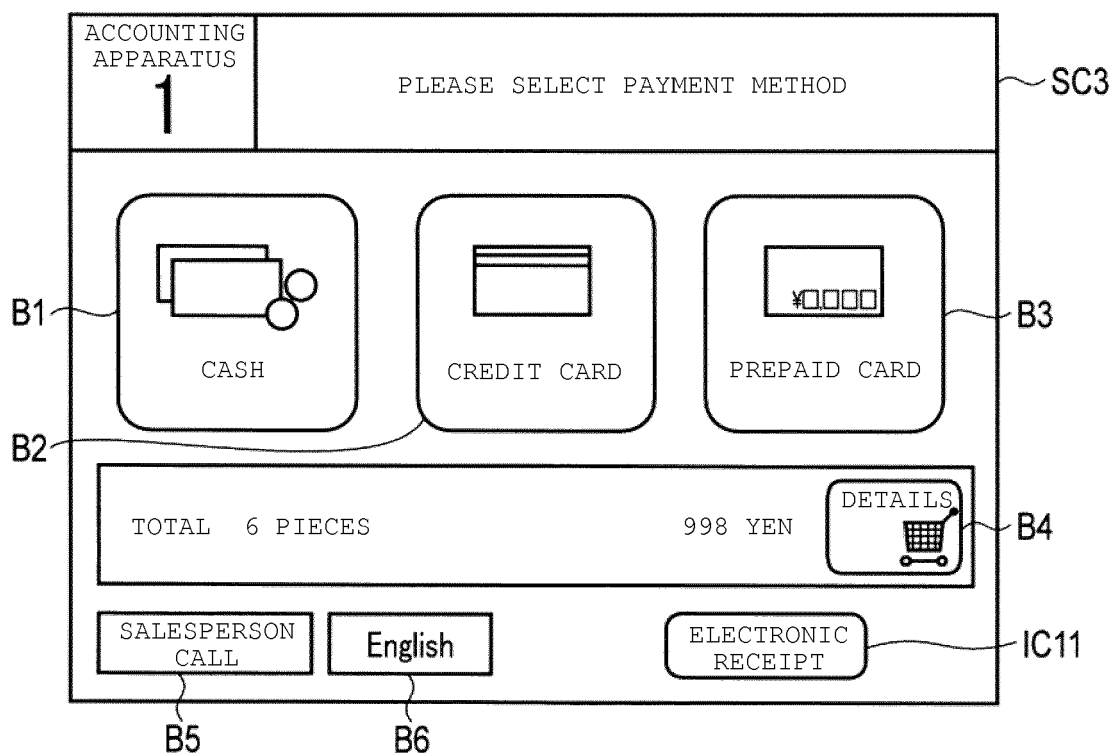 ACCOUNTING
APPARATUS
1
PLEASE SELECT PAYMENT METHOD
SC3
¥□,□□□
B1
B3
CASH
CREDIT CARD
PREPAID CARD
B2
DETAILS
TOTAL 6 PIECES
998 YEN
B4
SALESPERSON
CALL
English
ELECTRONIC
RECEIPT
IC11
B5
B6